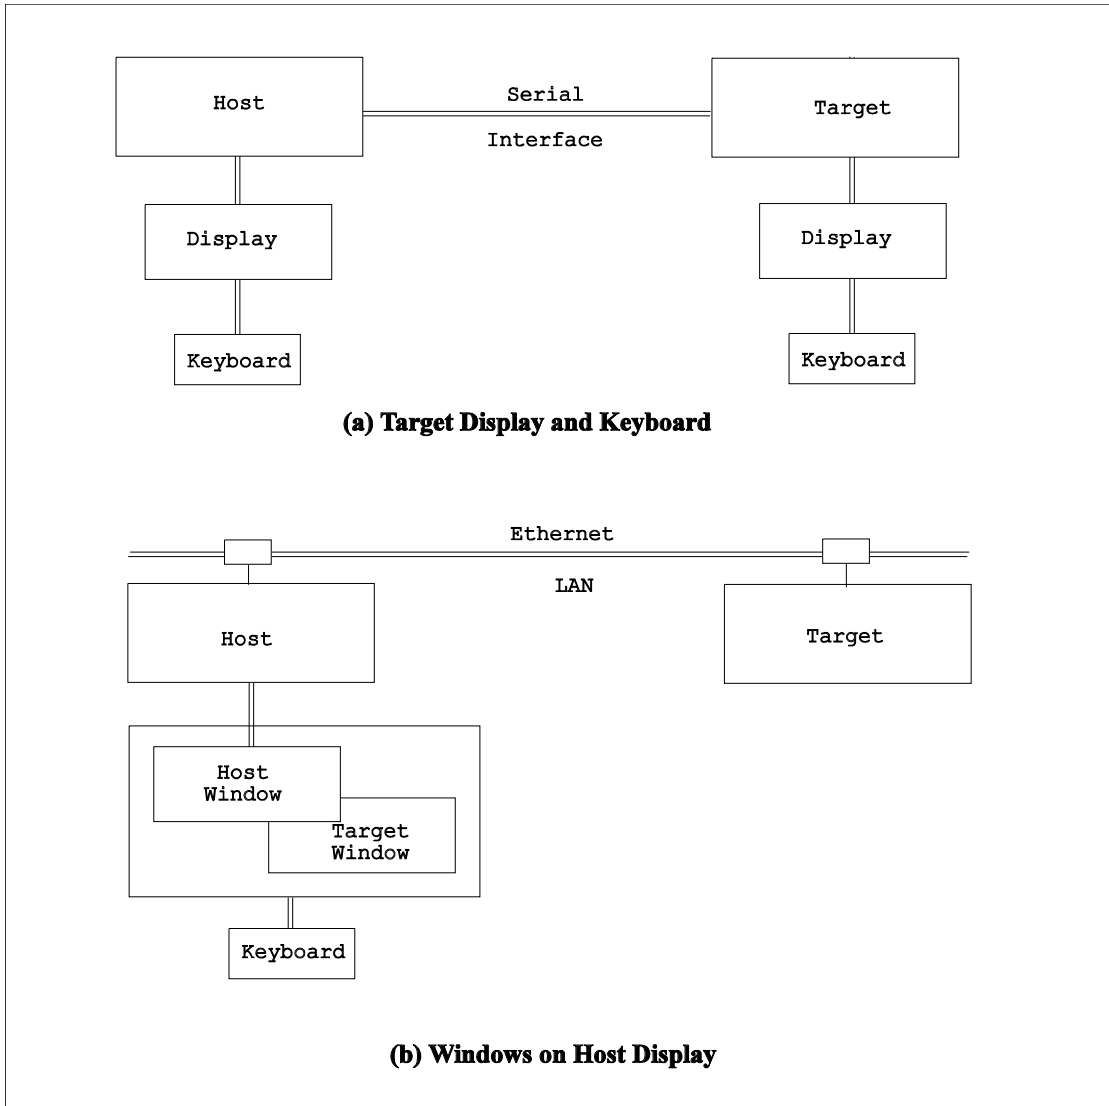 Host
Serial
Interface
Target
Display
Display
Keyboard
Keyboard
(a) Target Display and Keyboard
Ethernet
LAN
Host
Target
Host
Window
Target
Window
Keyboard
(b) Windows on Host Display